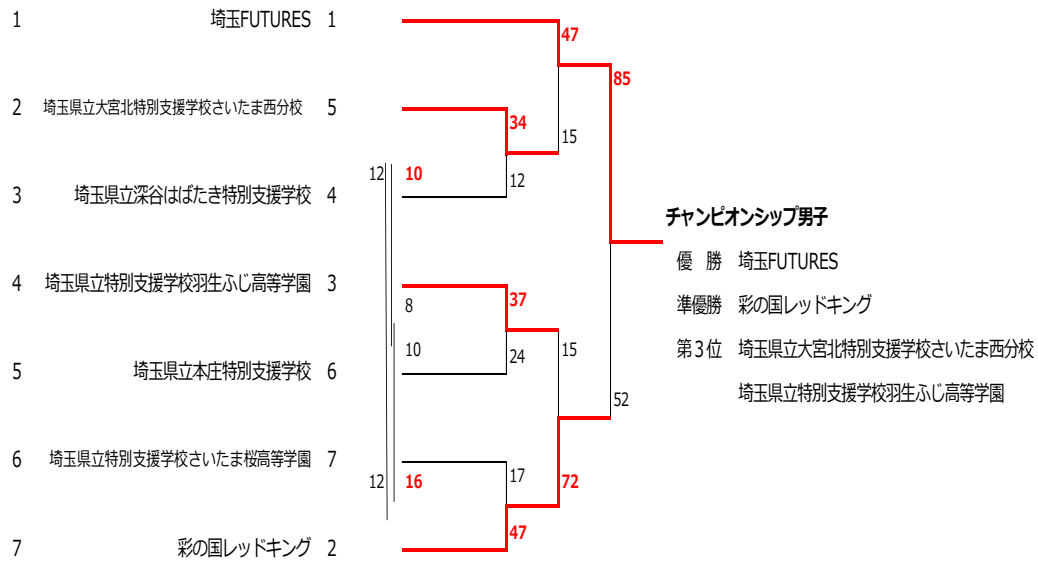 1 埼玉FUTURES 1
47
85
2 埼玉県立大宮北特別支援学校さいたま西分校 5
34
15
12 10
12
3 埼玉県立深谷はばたき特別支援学校 4
チャンピオンシップ男子
優 勝 埼玉FUTURES
4 埼玉県立特別支援学校羽生ふじ高等学園 3
8
37
準優勝 彩の国レッドキング
10
24
15
第3位 埼玉県立大宮北特別支援学校さいたま西分校
5 埼玉県立本庄特別支援学校 6
埼玉県立特別支援学校羽生ふじ高等学園
52
6 埼玉県立特別支援学校さいたま桜高等学園 7
12 16
17
72
47
7 彩の国レッドキング 2